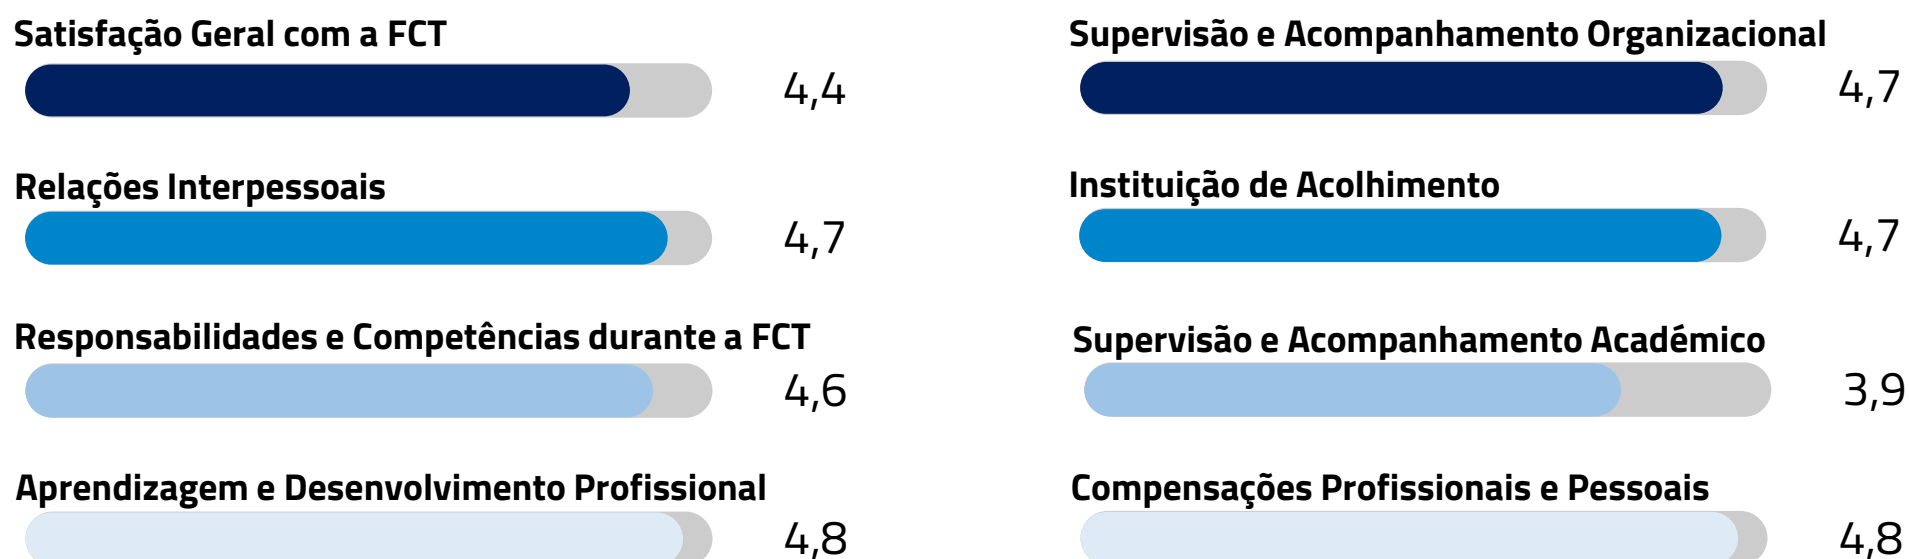 Satisfação Geral com a FCT
4,4
Relações Interpessoais
4,7
Responsabilidades e Competências durante a FCT
4,6
Aprendizagem e Desenvolvimento Profissional
4,8
Supervisão e Acompanhamento Organizacional
4,7
Instituição de Acolhimento
4,7
Supervisão e Acompanhamento Académico
3,9
Compensações Profissionais e Pessoais
4,8